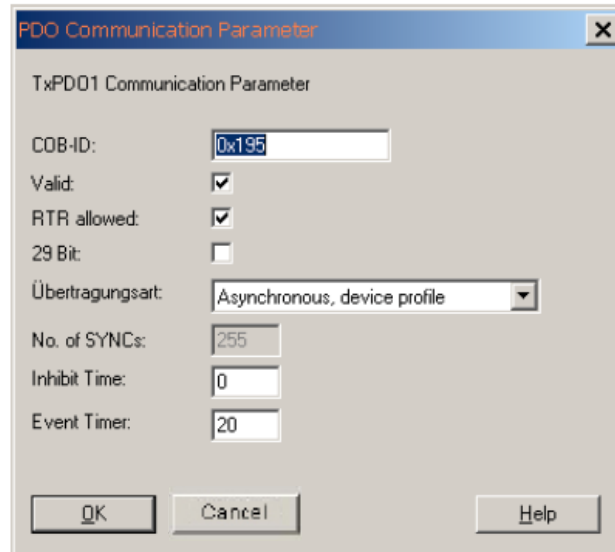 PDO Communication Parameter
TxPDO1 Communication Parameter
COB-ID: 0x195
Valid:
RTR allowed:
29 Bit:
Übertragungsart: Asynchronous, device profile
No. of SYNCs: 255
Inhibit Time: 0
Event Timer: 20
OK Cancel Help